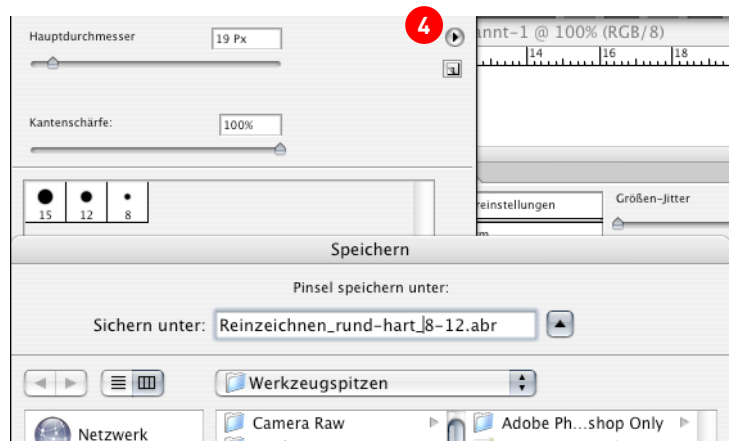 4
annt-1 @ 100% (RGB/8)
Hauptdurchmesser 19 Px
14 16 18
Kantenschärfe: 100%
15 12 8
reinstellungen Größen-Jitter
Speichern
Pinsel speichern unter:
Sichern unter: Reinzeichnen_rund-hart_8-12.abr
Werkzeugspitzen
Netzwerk Camera Raw Adobe Ph...shop Only